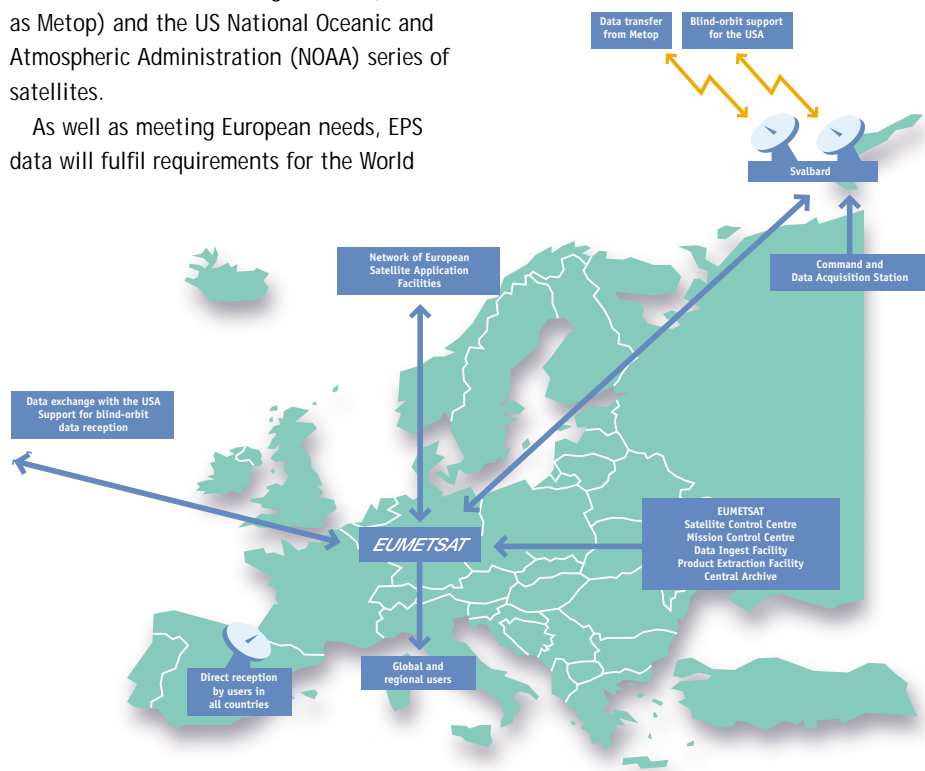 as Metop) and the US National Oceanic and
Atmospheric Administration (NOAA) series of
satellites.
As well as meeting European needs, EPS
data will fulfil requirements for the World
Data transfer
from Metop
Blind-orbit support
for the USA
Svalbard
Command and
Data Acquisition Station
Network of European
Satellite Application
Facilities
Data exchange with the USA
Support for blind-orbit
data reception
EUMETSAT
EUMETSAT
Satellite Control Centre
Mission Control Centre
Data Ingest Facility
Product Extraction Facility
Central Archive
Direct reception
by users in
all countries
Global and
regional users